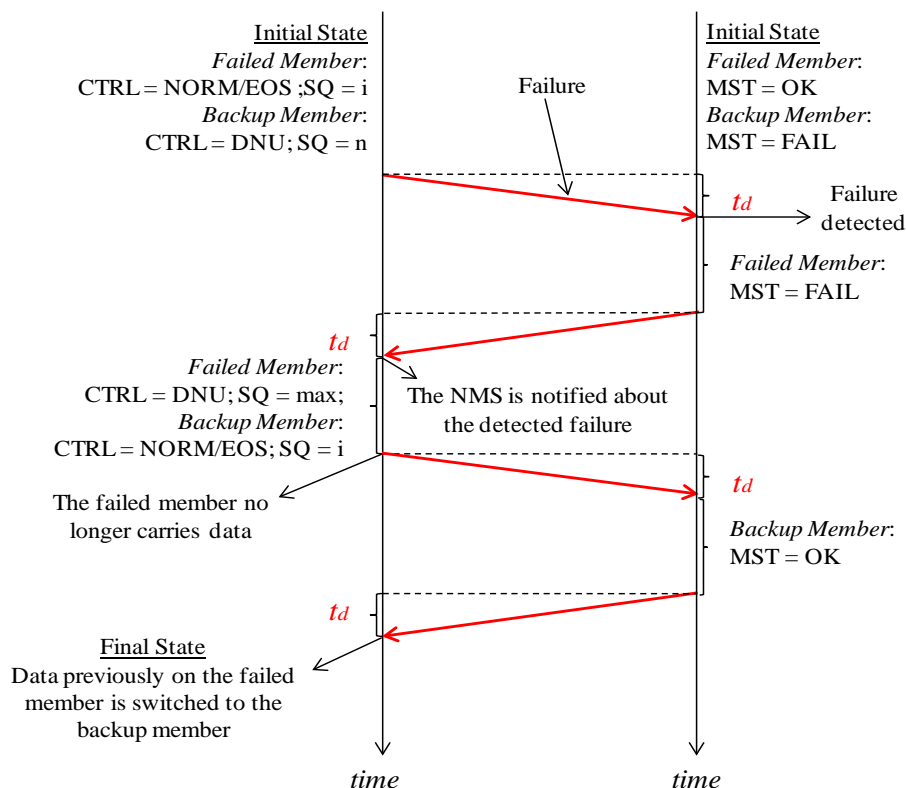 Initial State
Failed Member:
CTRL = NORM/EOS ;SQ = i
Backup Member:
CTRL = DNU; SQ = n
Failure
Initial State
Failed Member:
MST = OK
Backup Member:
MST = FAIL
td
Failure
detected
Failed Member:
MST = FAIL
td
Failed Member:
CTRL = DNU; SQ = max;
Backup Member:
CTRL = NORM/EOS; SQ = i
The NMS is notified about
the detected failure
The failed member no
longer carries data
td
Backup Member:
MST = OK
td
Final State
Data previously on the failed
member is switched to the
backup member
time
time